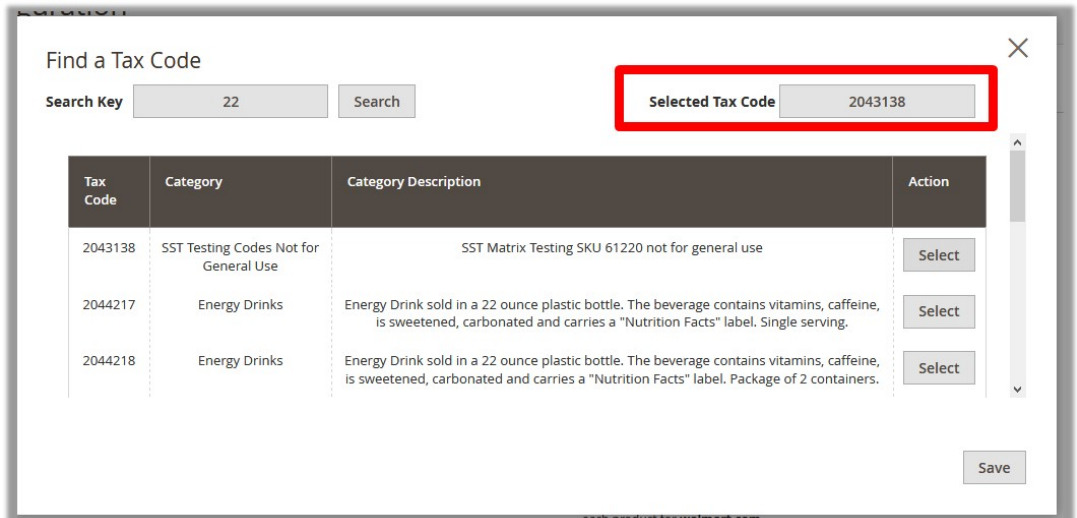 Find a Tax Code
Search Key 22 Search Selected Tax Code 2043138
Tax Code Category Category Description Action
2043138 SST Testing Codes Not for General Use SST Matrix Testing SKU 61220 not for general use Select
2044217 Energy Drinks Energy Drink sold in a 22 ounce plastic bottle. The beverage contains vitamins, caffeine,
is sweetened, carbonated and carries a "Nutrition Facts" label. Single serving. Select
2044218 Energy Drinks Energy Drink sold in a 22 ounce plastic bottle. The beverage contains vitamins, caffeine,
is sweetened, carbonated and carries a "Nutrition Facts" label. Package of 2 containers. Select
Save